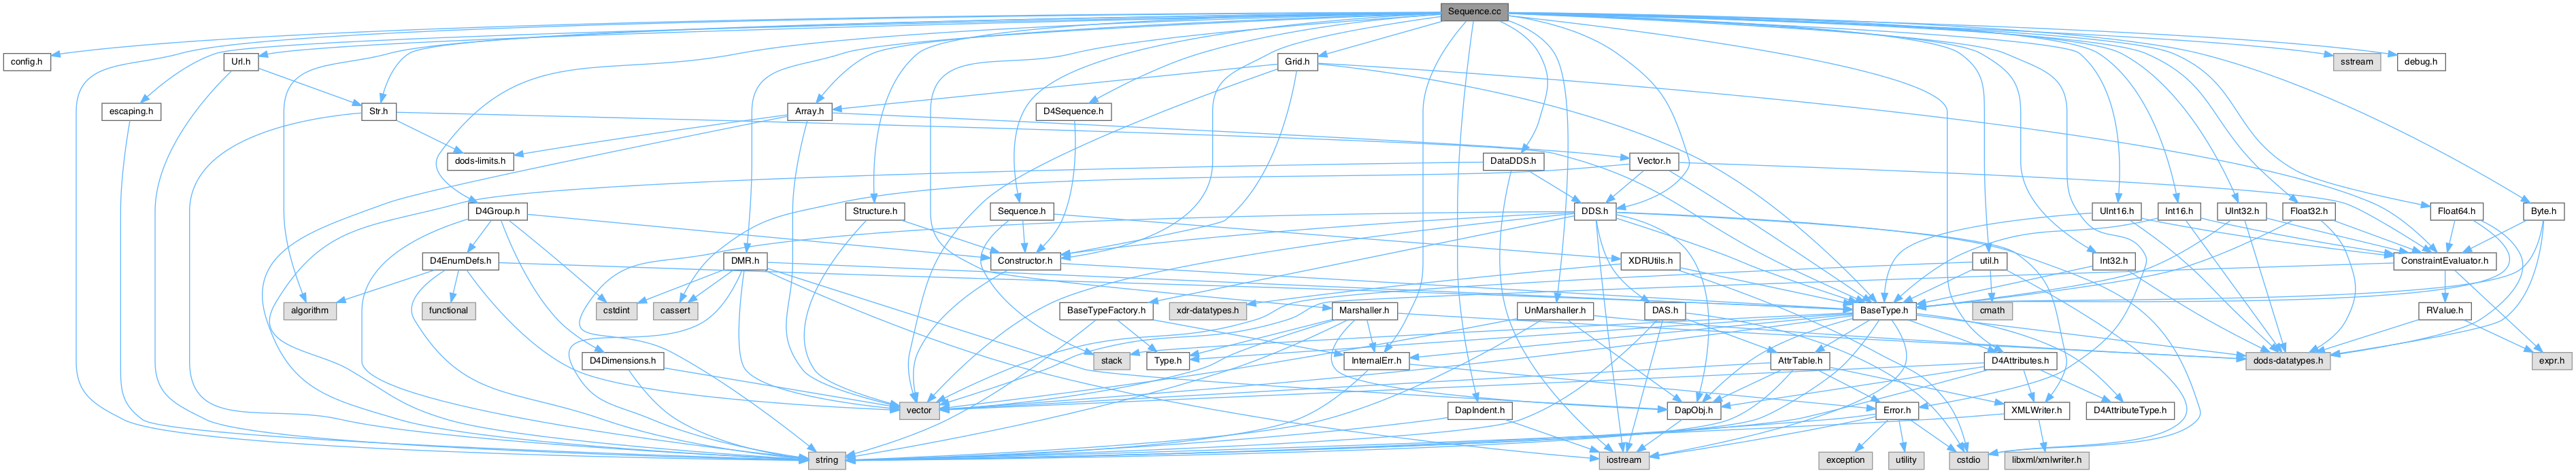 Sequence.cc
config.h
Url.h
Grid.h
sstream
debug.h
escaping.h
Str.h
Array.h
D4Sequence.h
dods-limits.h
DataDDS.h
Vector.h
D4Group.h
Structure.h
Sequence.h
DDS.h
UInt16.h
Int16.h
UInt32.h
Float32.h
Float64.h
Byte.h
D4EnumDefs.h
DMR.h
Constructor.h
XDRUtils.h
util.h
Int32.h
ConstraintEvaluator.h
algorithm
functional
cstdint
cassert
BaseTypeFactory.h
xdr-datatypes.h
Marshaller.h
UnMarshaller.h
DAS.h
BaseType.h
cmath
RValue.h
D4Dimensions.h
stack
Type.h
InternalErr.h
AttrTable.h
D4Attributes.h
dods-datatypes.h
expr.h
vector
DapIndent.h
DapObj.h
Error.h
XMLWriter.h
D4AttributeType.h
string
iostream
exception
utility
cstdio
libxml/xmlwriter.h